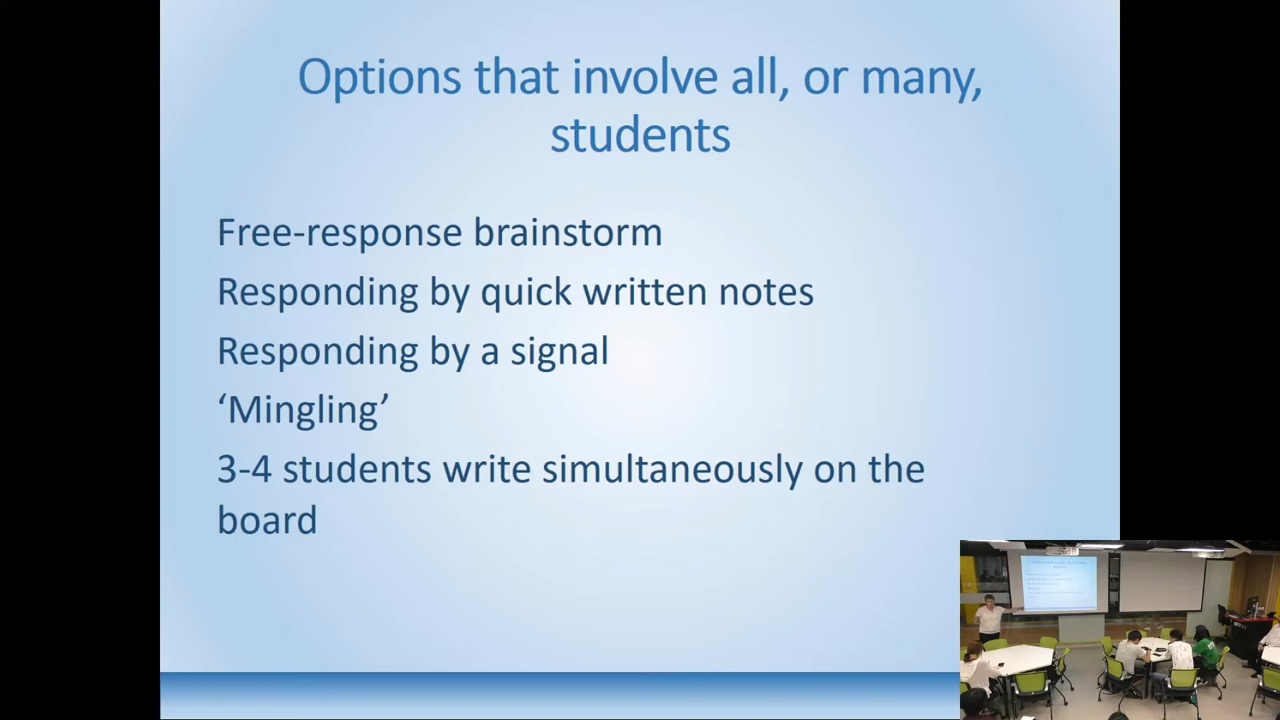 Options that involve all, or many,
students
Free-response brainstorm
Responding by quick written notes
Responding by a signal
‘Mingling’
3-4 students write simultaneously on the
board